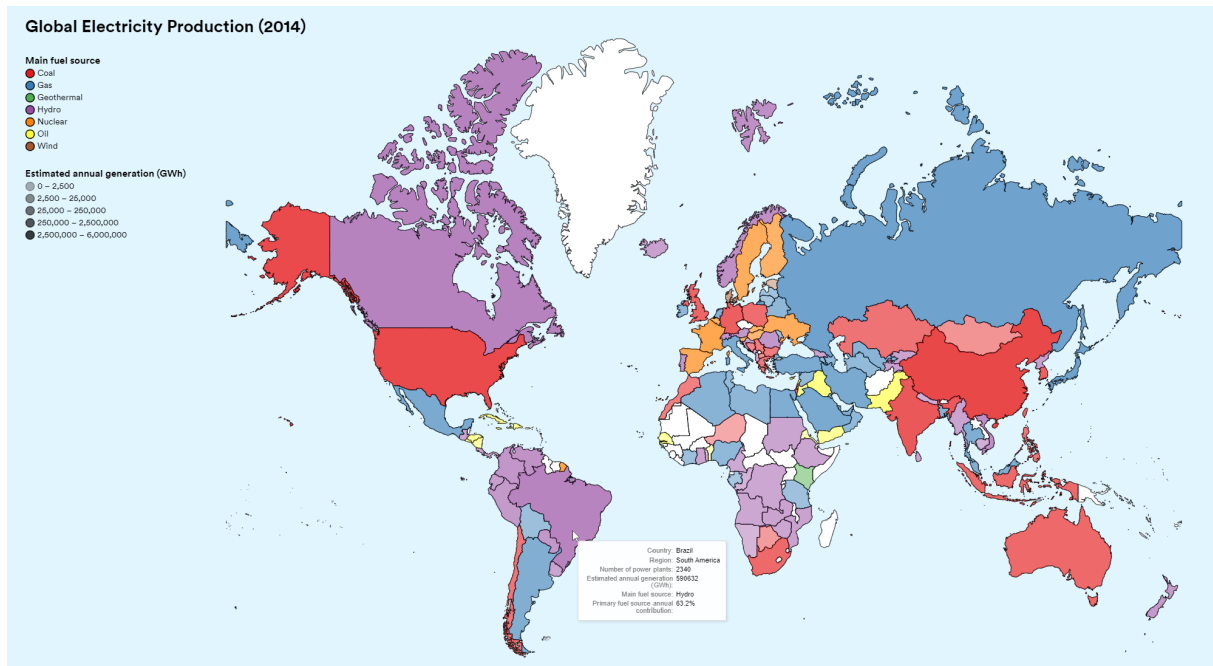 Global Electricity Production (2014)
Main fuel source
Coal
Gas
Geothermal
Hydro
Nuclear
Oil
Wind
Estimated annual generation (GWh)
0 – 2,500
2,500 – 25,000
25,000 – 250,000
250,000 – 2,500,000
2,500,000 – 6,000,000
Country: Brazil
Region: South America
Number of power plants: 2340
Estimated annual generation 590632
(GWh):
Main fuel source: Hydro
Primary fuel source annual 63.2%
contribution: